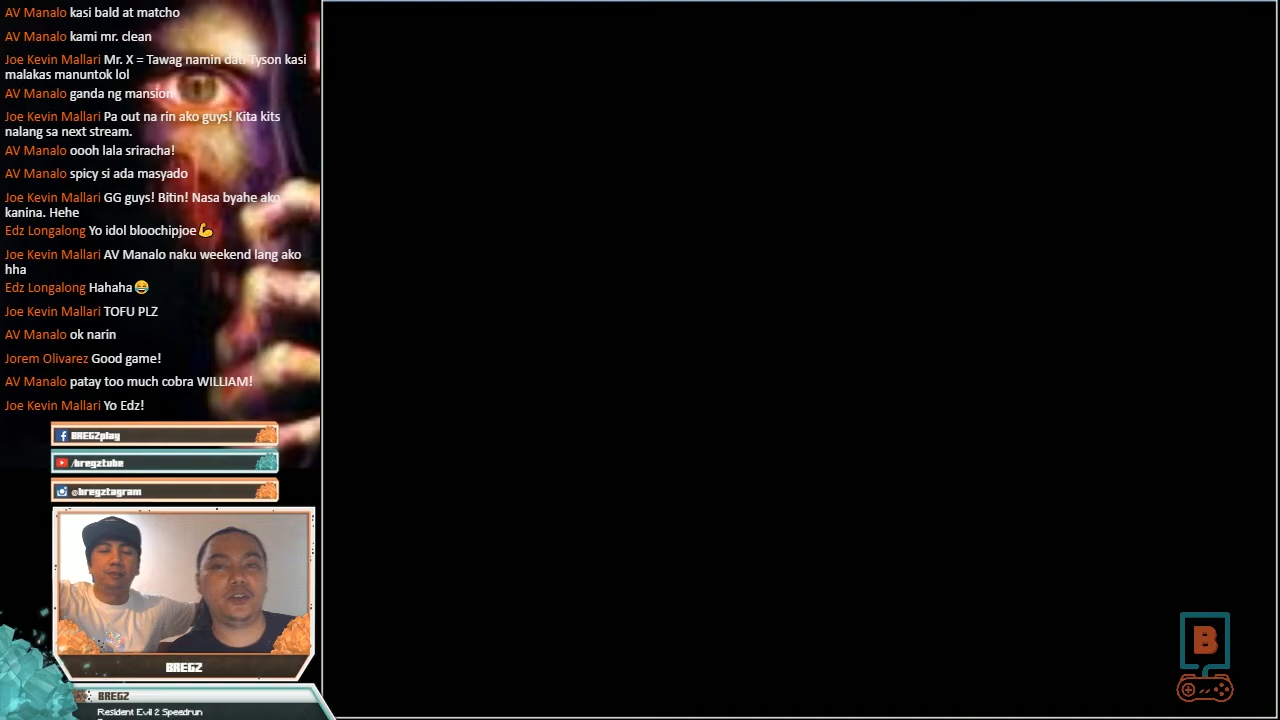 AV Manalo kasi bald at matcho
AV Manalo kami mr. clean
Joe Kevin Mallari Mr. X = Tawag namin dati Tyson kasi
malakas manuntok lol
AV Manalo ganda ng mansion
Joe Kevin Mallari Pa out na rin ako guys! Kita kits
nalang sa next stream.
AV Manalo oooh lala sriracha!
AV Manalo spicy si ada masyado
Joe Kevin Mallari GG guys! Bitin! Nasa byahe ako
kanina. Hehe
Edz Longalong Yo idol bloochipjoe💪
Joe Kevin Mallari AV Manalo naku weekend lang ako
hha
Edz Longalong Hahaha😂
Joe Kevin Mallari TOFU PLZ
AV Manalo ok narin
Jorem Olivarez Good game!
AV Manalo patay too much cobra WILLIAM!
Joe Kevin Mallari Yo Edz!
BREGZplay
/bregztube
@bregztagram
BREGZ
BREGZ
Resident Evil 2 Speedrun
B